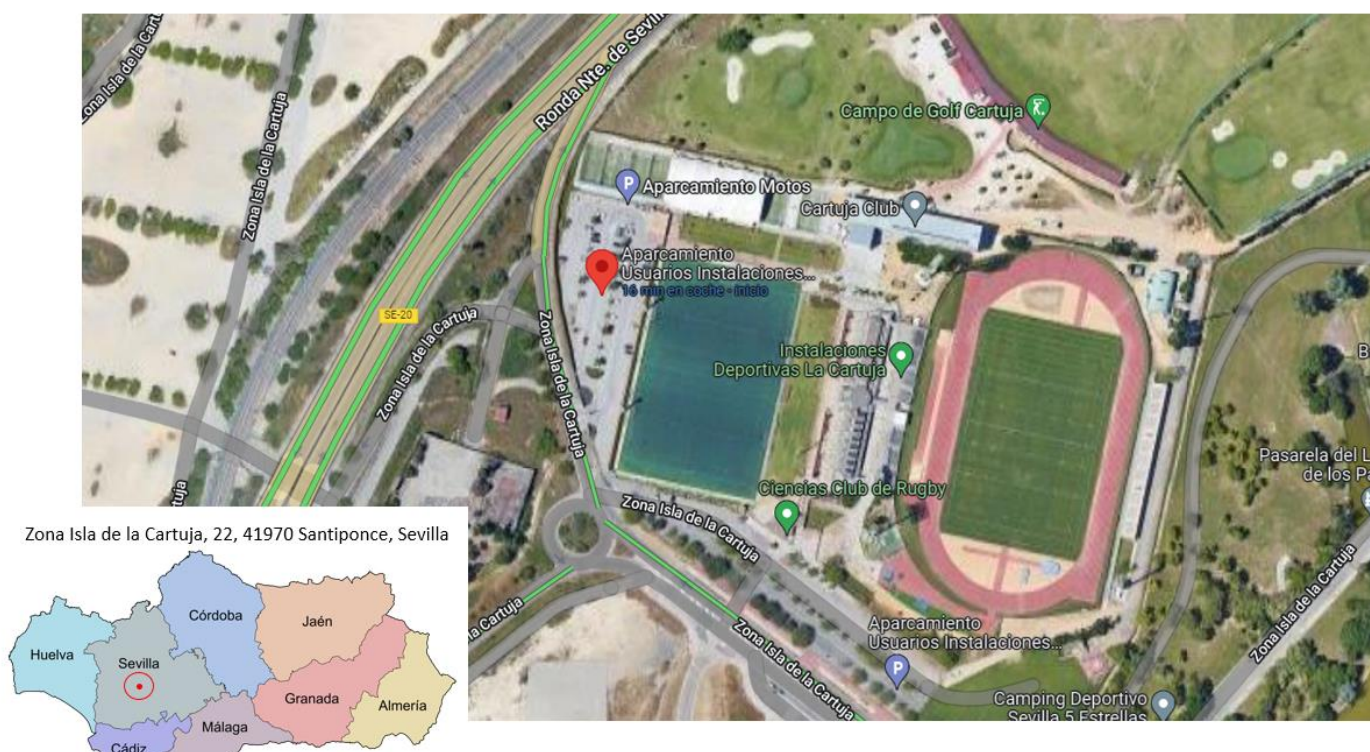 Zona Isla de la Cartuja
Zona Isla de la Cartuja
Ronda Nte. de Sevil
Campo de Golf Cartuja
P
Aparcamiento Motos
Cartuja Club
Aparcamiento
Usuarios Instalaciones...
16 min en coche - inicio
SE-20
Zona Isla de la Cartuja
Zona Isla de la Cartuja
Instalaciones
Deportivas La Cartuja
Pasarela del L
de los Pa
Ciencias Club de Rugby
Zona Isla de la Cartuja
la Cartuja
Zona Isla de la Cartuja
Zona Isla de la Cartuja
Aparcamiento
Usuarios Instalaciones...
P
Camping Deportivo
Sevilla 5 Estrellas
Zona Isla de la Cartuja, 22, 41970 Santiponce, Sevilla
Córdoba
Jaén
Huelva
Sevilla
Granada
Almería
Málaga
Cádiz